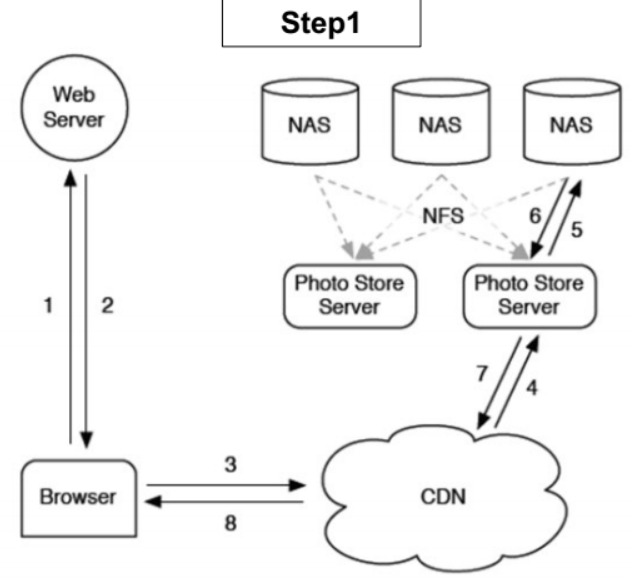 Step1
Web
Server
NAS
NAS
NAS
NFS
6
5
Photo Store
Server
Photo Store
Server
1
2
7
4
3
Browser
CDN
8